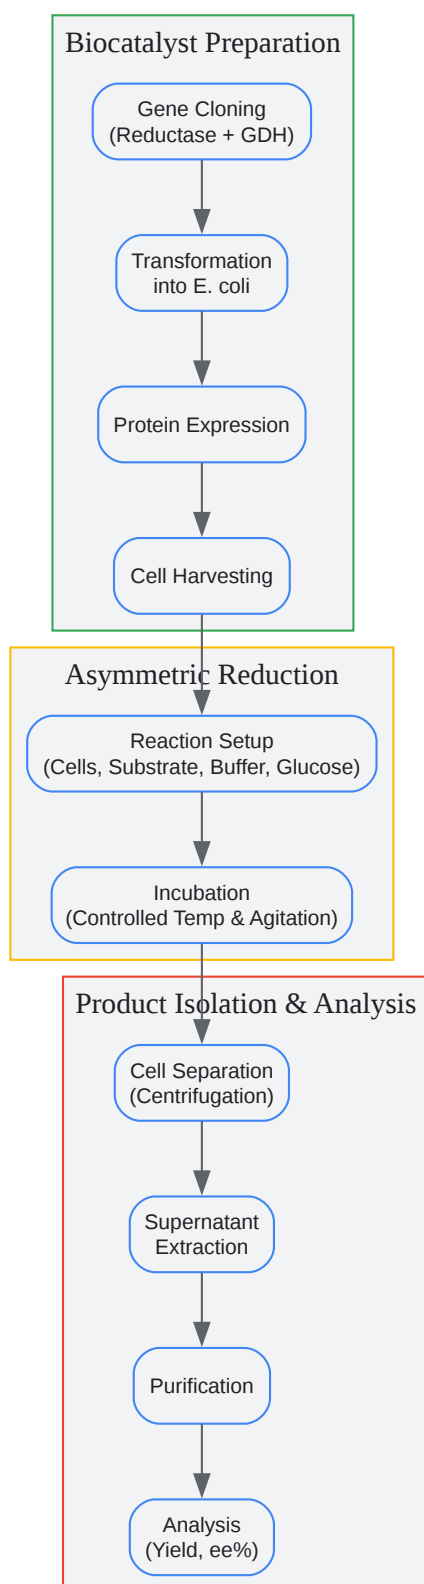 Biocatalyst Preparation
Gene Cloning
(Reductase + GDH)
Transformation
into E. coli
Protein Expression
Cell Harvesting
Asymmetric Reduction
Reaction Setup
(Cells, Substrate, Buffer, Glucose)
Incubation
(Controlled Temp & Agitation)
Product Isolation & Analysis
Cell Separation
(Centrifugation)
Supernatant
Extraction
Purification
Analysis
(Yield, ee%)